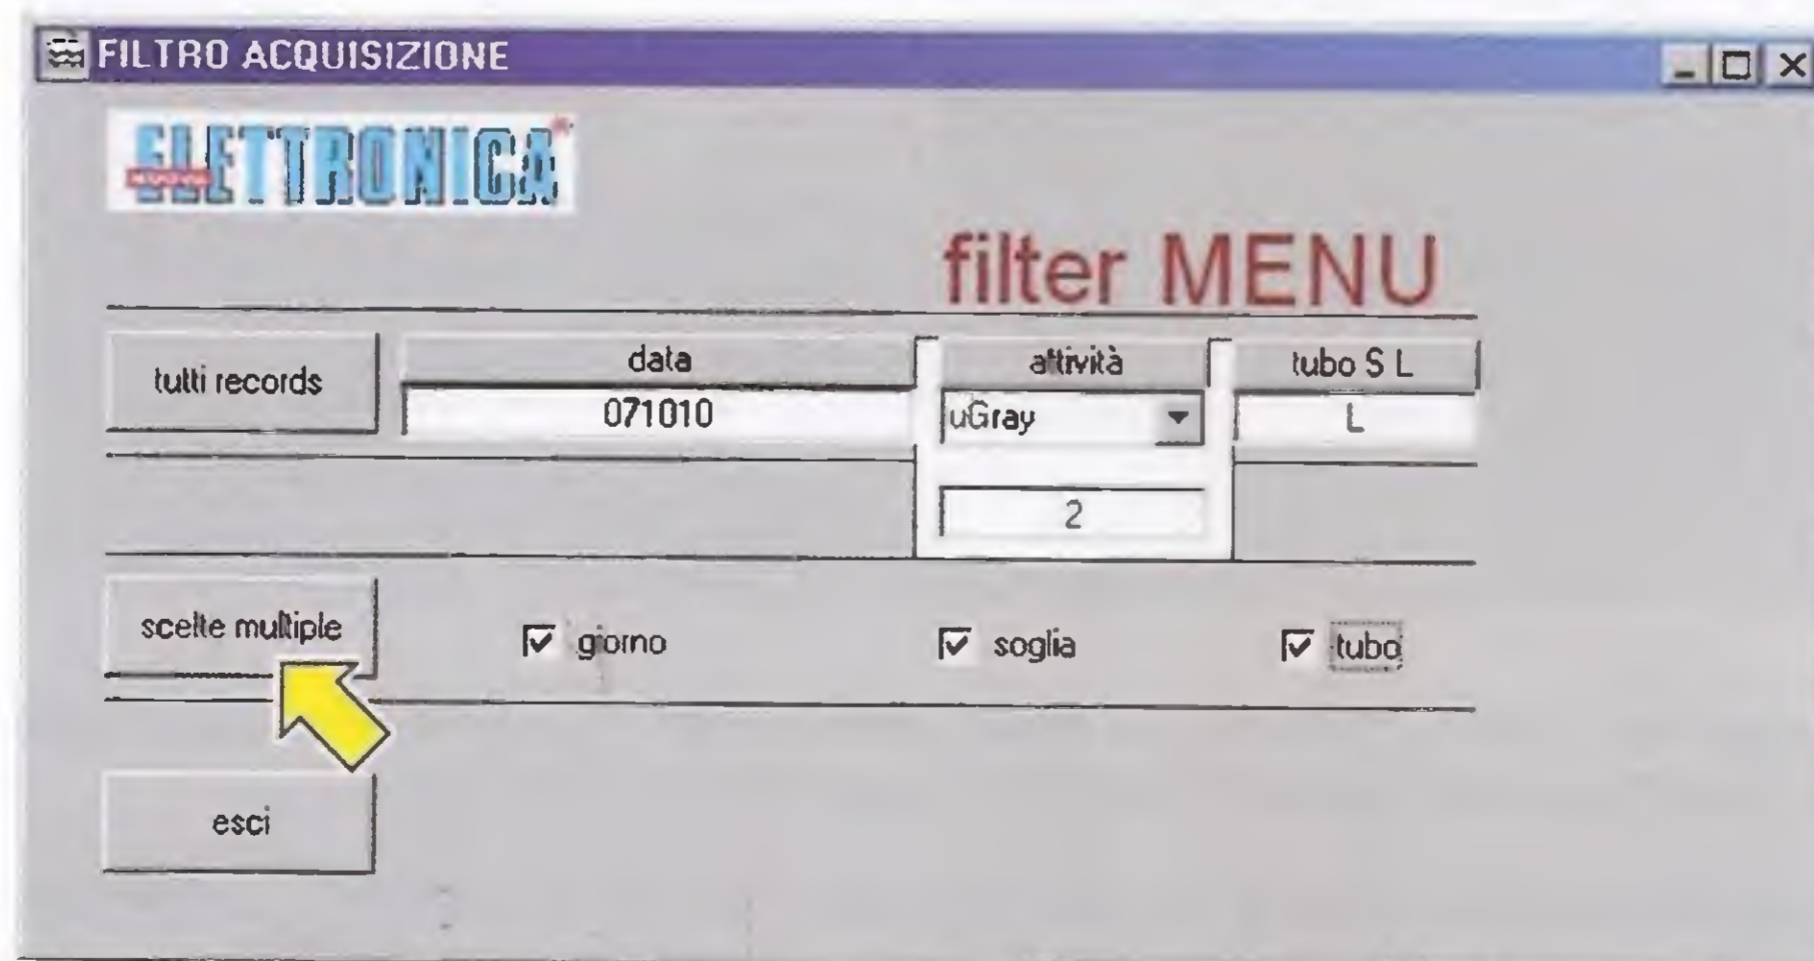 FILTRO ACQUISIZIONE
NUOVA
ELETTRONICA
filter MENU
tutti records
data
attività
tubo S L
071010
uGray
L
2
scelte multiple
giorno
soglia
tubo
esci